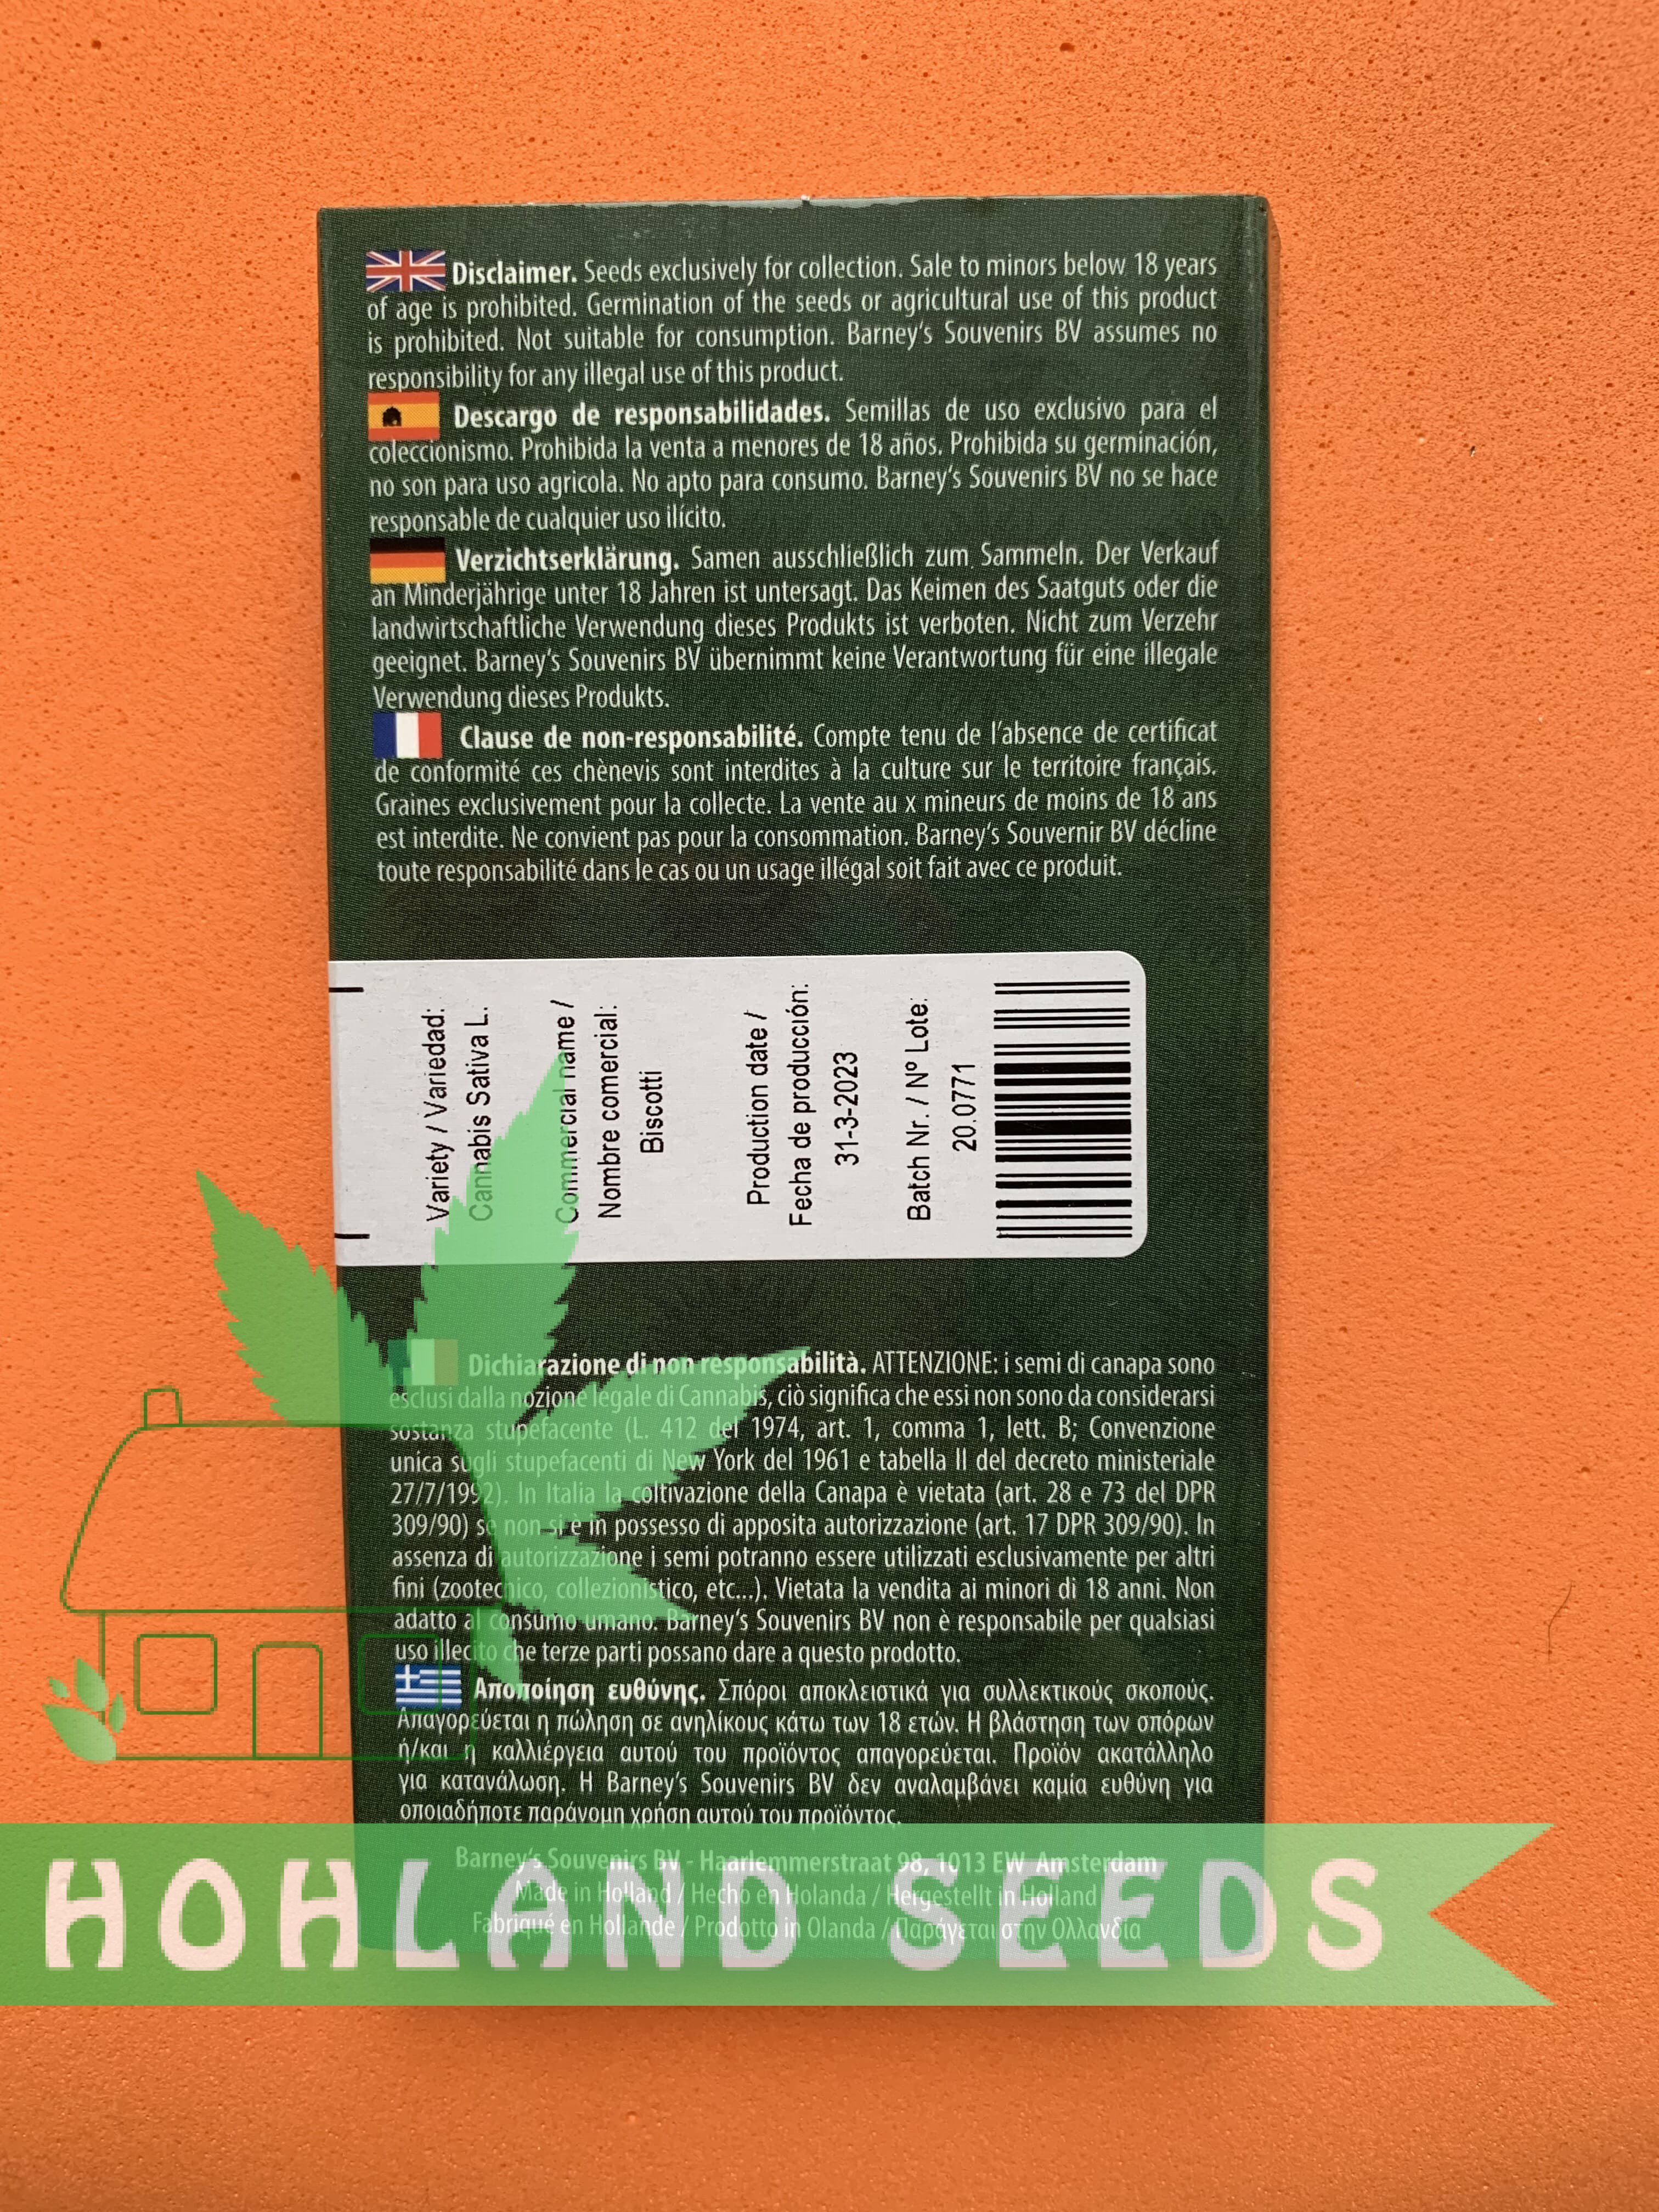 Disclaimer. Seeds exclusively for collection. Sale to minors below 18 years
of age is prohibited. Germination of the seeds or agricultural use of this product
is prohibited. Not suitable for consumption. Barney's Souvenirs BV assumes no
responsibility for any illegal use of this product.
Descargo de responsabilidades. Semillas de uso exclusivo para el
coleccionismo. Prohibida la venta a menores de 18 años. Prohibida su germinación,
no son para uso agricola. No apto para consumo. Barney's Souvenirs BV no se hace
responsable de cualquier uso ilícito.
Verzichtserklärung. Samen ausschließlich zum Sammeln. Der Verkauf
an Minderjährige unter 18 Jahren ist untersagt. Das Keimen des Saatguts oder die
landwirtschaftliche Verwendung dieses Produkts ist verboten. Nicht zum Verzehr
geeignet. Barney's Souvenirs BV übernimmt keine Verantwortung für eine illegale
Verwendung dieses Produkts.
Clause de non-responsabilité. Compte tenu de l'absence de certificat
de conformité ces chènevis sont interdites à la culture sur le territoire français.
Graines exclusivement pour la collecte. La vente au x mineurs de moins de 18 ans
est interdite. Ne convient pas pour la consommation. Barney's Souvernir BV décline
toute responsabilité dans le cas ou un usage illégal soit fait avec ce produit.
Variety / Variedad:
Cannabis Sativa L.
Commercial name /
Nombre comercial:
Biscotti
Production date /
Fecha de producción:
31-3-2023
Batch Nr. / Nº Lote:
20.0771
Dichiarazione di non responsabilità. ATTENZIONE: i semi di canapa sono
esclusi dalla nozione legale di Cannabis, ciò significa che essi non sono da considerarsi
sostanza stupefacente (L. 412 del 1974, art. 1, comma 1, lett. B; Convenzione
unica sugli stupefacenti di New York del 1961 e tabella II del decreto ministeriale
27/7/1992). In Italia la coltivazione della Canapa è vietata (art. 28 e 73 del DPR
309/90) se non si è in possesso di apposita autorizzazione (art. 17 DPR 309/90). In
assenza di autorizzazione i semi potranno essere utilizzati esclusivamente per altri
fini (zootecnico, collezionistico, etc...). Vietata la vendita ai minori di 18 anni. Non
adatto al consumo umano. Barney's Souvenirs BV non è responsabile per qualsiasi
uso illecito che terze parti possano dare a questo prodotto.
Αποποίηση ευθύνης. Σπόροι αποκλειστικά για συλλεκτικούς σκοπούς.
Απαγορεύεται η πώληση σε ανηλίκους κάτω των 18 ετών. Η βλάστηση των σπόρων
ή/και η καλλιέργεια αυτού του προϊόντος απαγορεύεται. Προϊόν ακατάλληλο
για κατανάλωση. Η Barney's Souvenirs BV δεν αναλαμβάνει καμία ευθύνη για
οποιαδήποτε παράνομη χρήση αυτού του προϊόντος.
Barney's Souvenirs BV - Haarlemmerstraat 98, 1013 EW Amsterdam
Made in Holland / Hecho en Holanda / Hergestellt in Holland
Fabriqué en Hollande / Prodotto in Olanda / Παράγεται στην Ολλανδία
HOHLAND SEEDS